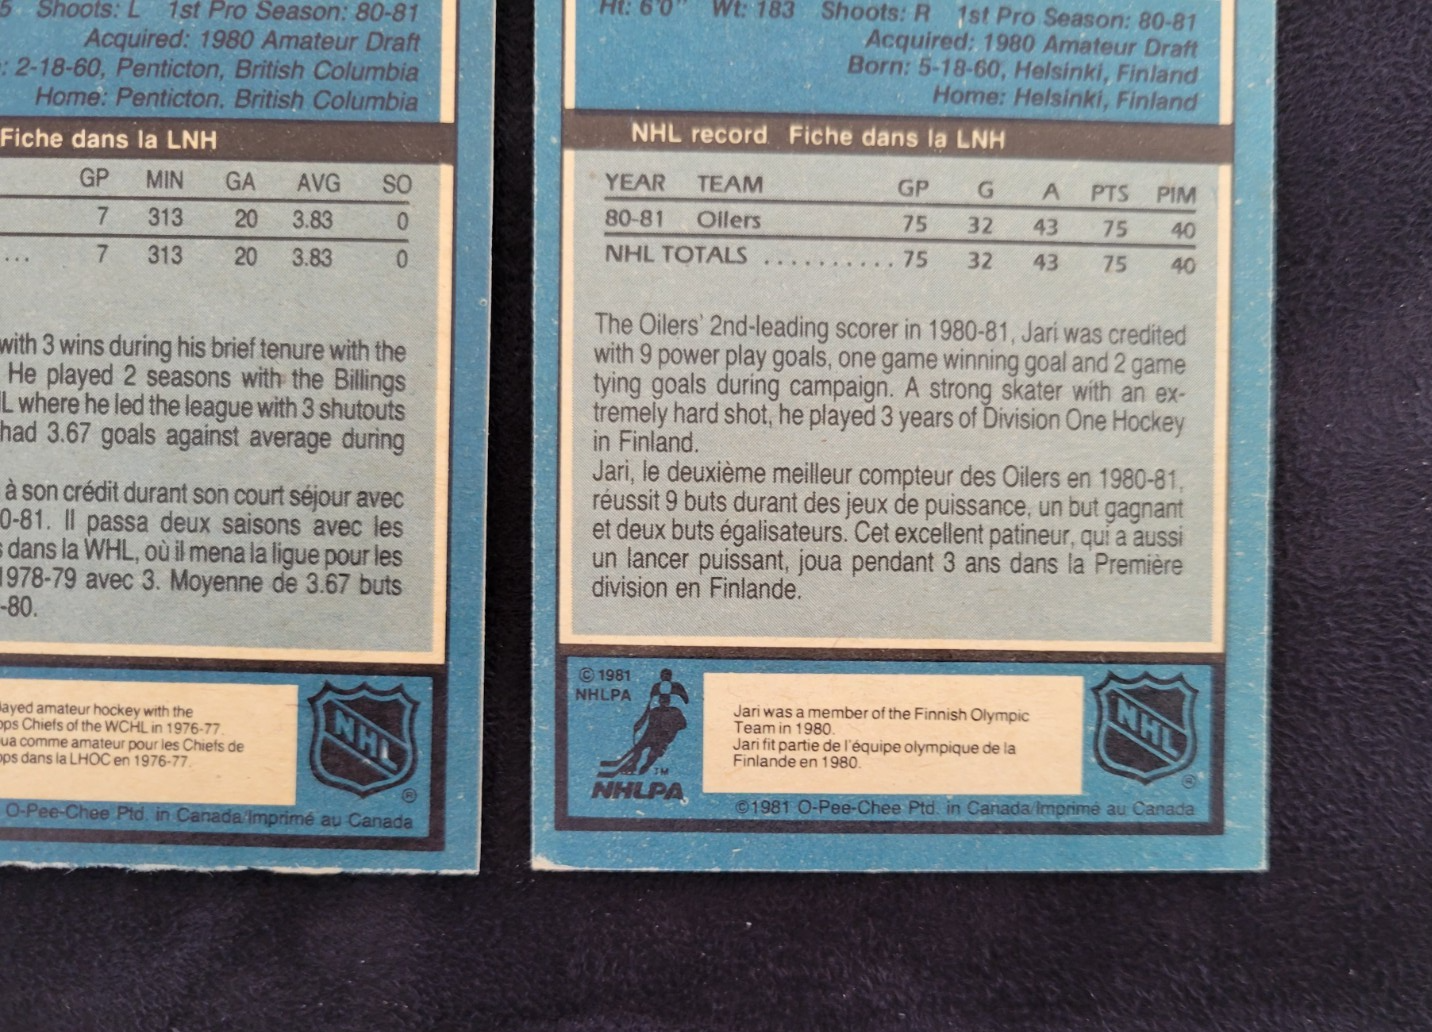 5 Shoots: L 1st Pro Season: 80-81
Acquired: 1980 Amateur Draft
: 2-18-60, Penticton, British Columbia
Home: Penticton, British Columbia
Fiche dans la LNH
GP MIN GA AVG SO
7 313 20 3.83 0
... 7 313 20 3.83 0
with 3 wins during his brief tenure with the
He played 2 seasons with the Billings
L where he led the league with 3 shutouts
had 3.67 goals against average during
à son crédit durant son court séjour avec
0-81. Il passa deux saisons avec les
s dans la WHL, où il mena la ligue pour les
1978-79 avec 3. Moyenne de 3.67 buts
-80.
layed amateur hockey with the
ops Chiefs of the WCHL in 1976-77.
ua comme amateur pour les Chiefs de
ops dans la LHOC en 1976-77.
NHL
®
O-Pee-Chee Ptd. in Canada/Imprimé au Canada
Ht: 6'0" Wt: 183 Shoots: R 1st Pro Season: 80-81
Acquired: 1980 Amateur Draft
Born: 5-18-60, Helsinki, Finland
Home: Helsinki, Finland
NHL record Fiche dans la LNH
YEAR TEAM GP G A PTS PIM
80-81 Oilers 75 32 43 75 40
NHL TOTALS .......... 75 32 43 75 40
The Oilers' 2nd-leading scorer in 1980-81, Jari was credited
with 9 power play goals, one game winning goal and 2 game
tying goals during campaign. A strong skater with an ex-
tremely hard shot, he played 3 years of Division One Hockey
in Finland.
Jari, le deuxième meilleur compteur des Oilers en 1980-81,
réussit 9 buts durant des jeux de puissance, un but gagnant
et deux buts égalisateurs. Cet excellent patineur, qui a aussi
un lancer puissant, joua pendant 3 ans dans la Première
division en Finlande.
© 1981
NHLPA
TM
NHLPA
Jari was a member of the Finnish Olympic
Team in 1980.
Jari fit partie de l'équipe olympique de la
Finlande en 1980.
NHL
®
©1981 O-Pee-Chee Ptd. in Canada/Imprimé au Canada